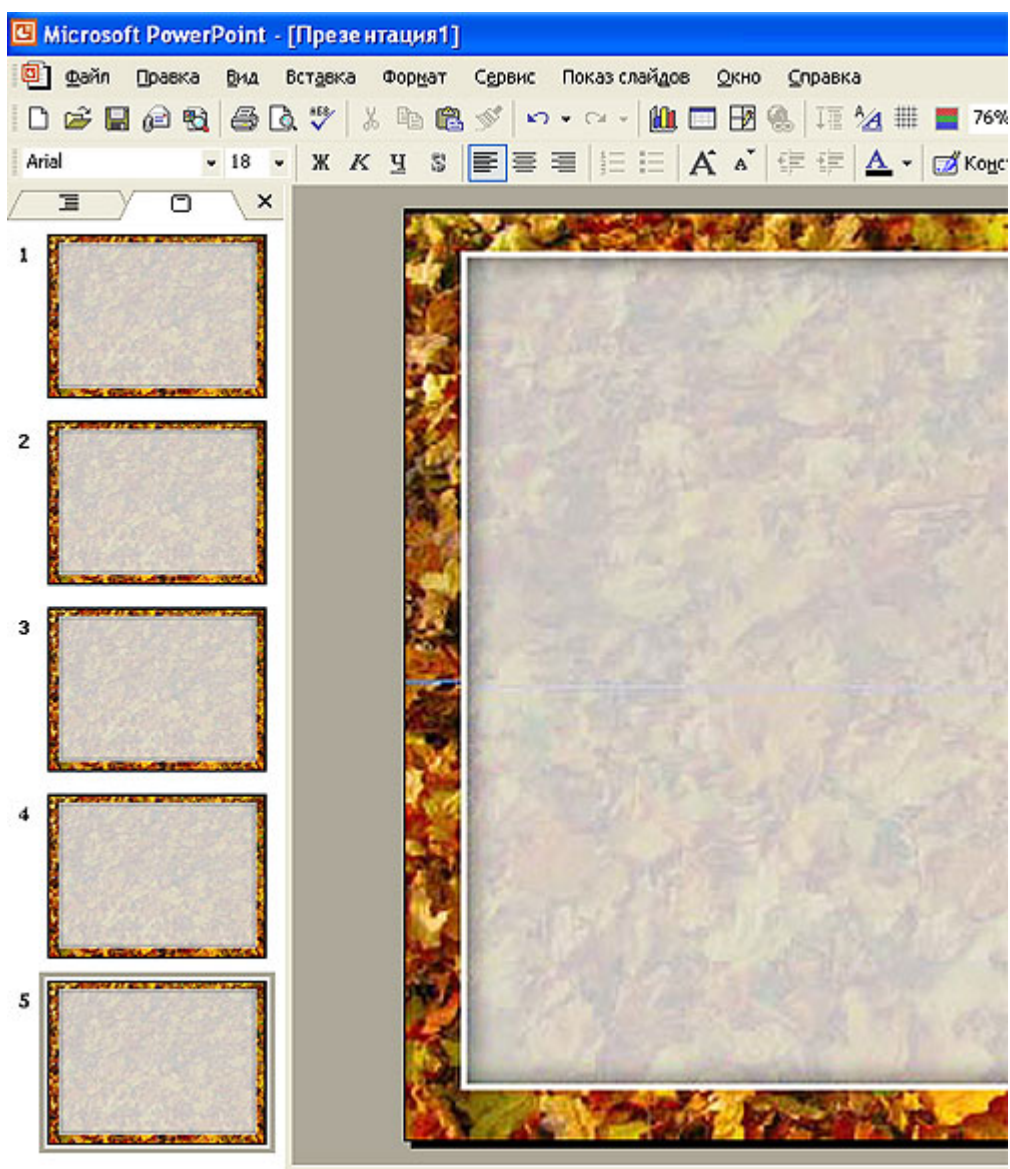 Microsoft PowerPoint - [Презентация1]
Файл Правка Вид Вставка Формат Сервис Показ слайдов Окно Справка
76%
Arial 18 Ж К Ч S А А А Конс
1
2
3
4
5